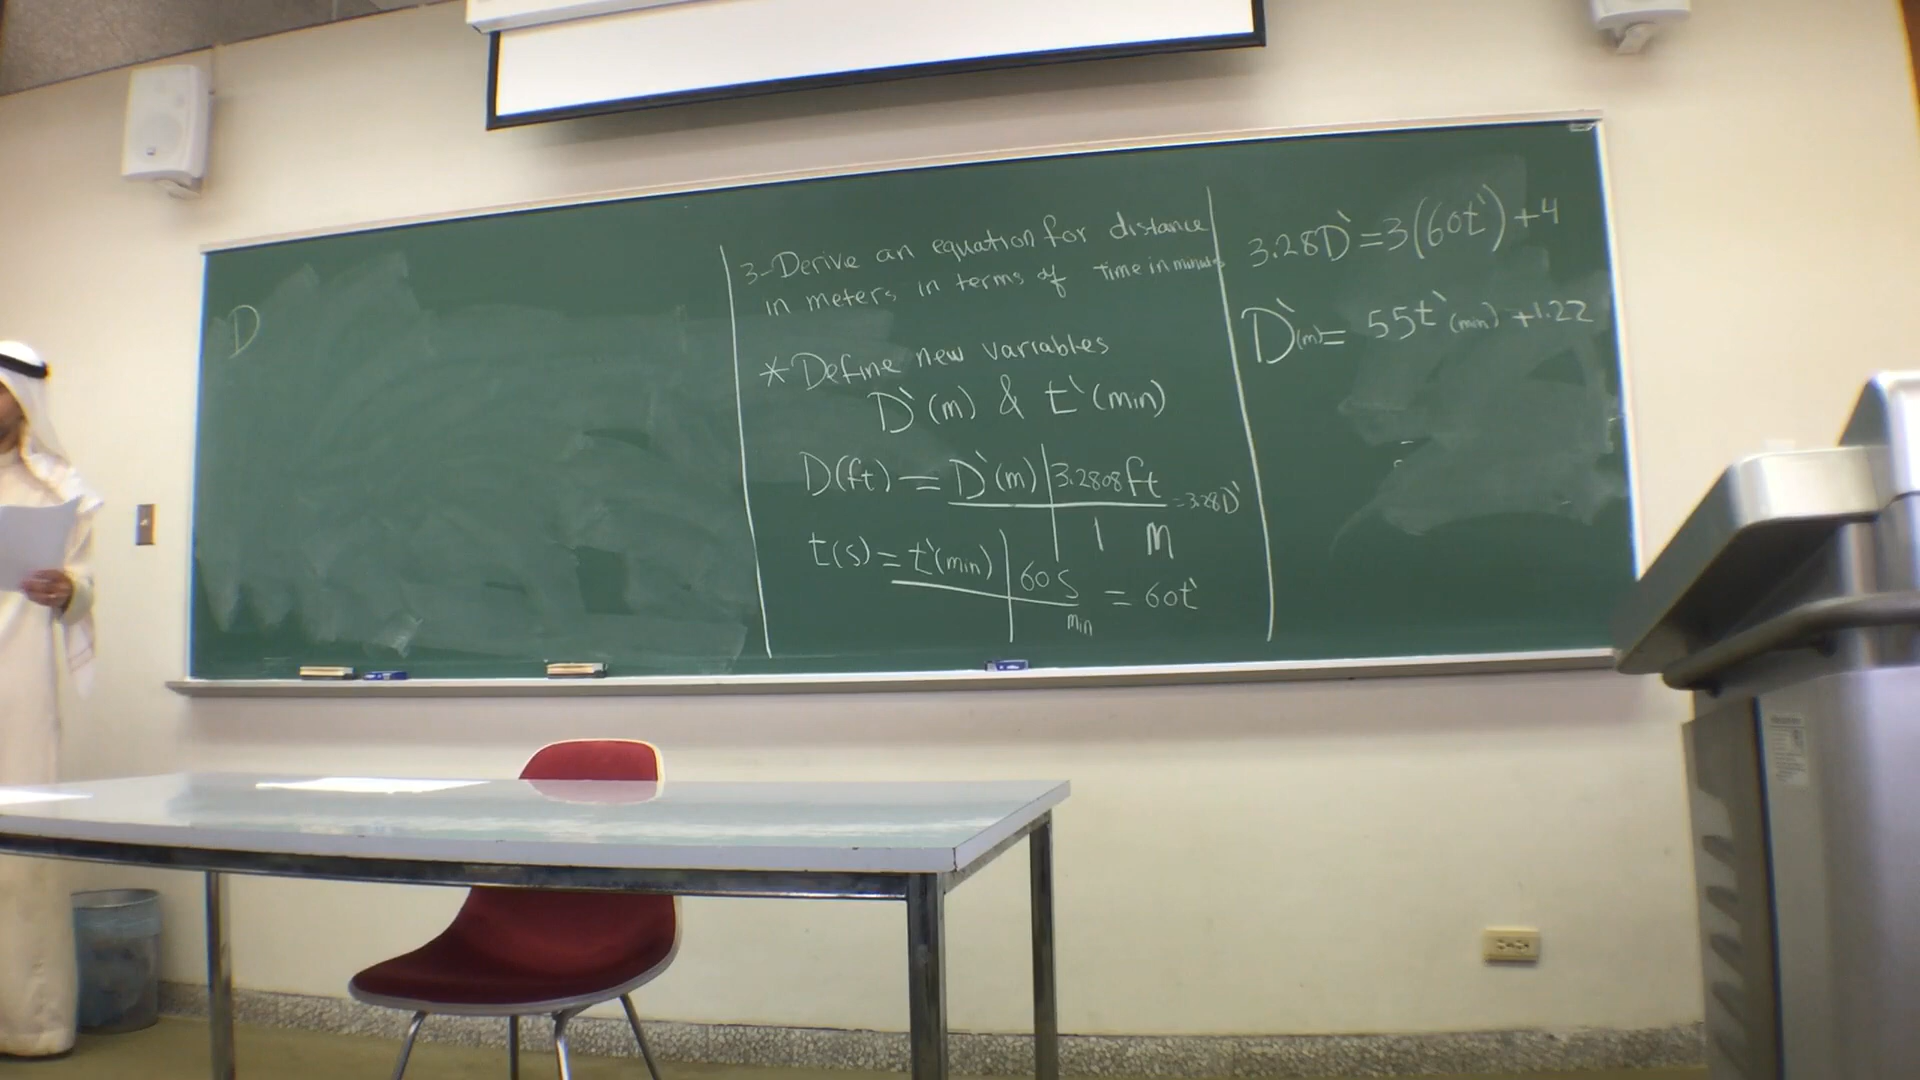 D
3-Derive an equation for distance
in meters in terms of time in minutes
*Define new variables
D`(m) & t`(min)
D(ft) = D`(m) | 3.2808 ft = 3.28D`
1 m
t(s) = t`(min) | 60 s = 60t`
min
3.28D` = 3(60t`) + 4
D`(m) = 55t`(min) + 1.22